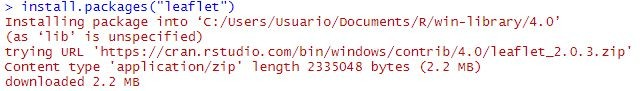 > install.packages("leaflet")
Installing package into ‘C:/Users/Usuario/Documents/R/win-library/4.0’
(as ‘lib’ is unspecified)
trying URL 'https://cran.rstudio.com/bin/windows/contrib/4.0/leaflet_2.0.3.zip'
Content type 'application/zip' length 2335048 bytes (2.2 MB)
downloaded 2.2 MB